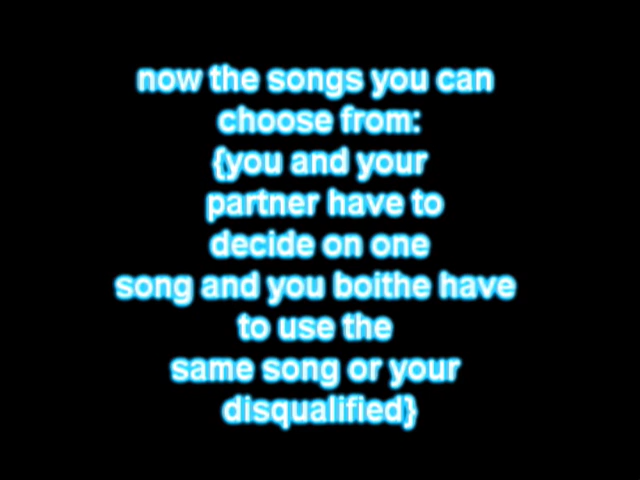 now the songs you can
choose from:
{you and your
partner have to
decide on one
song and you boithe have
to use the
same song or your
disqualified}